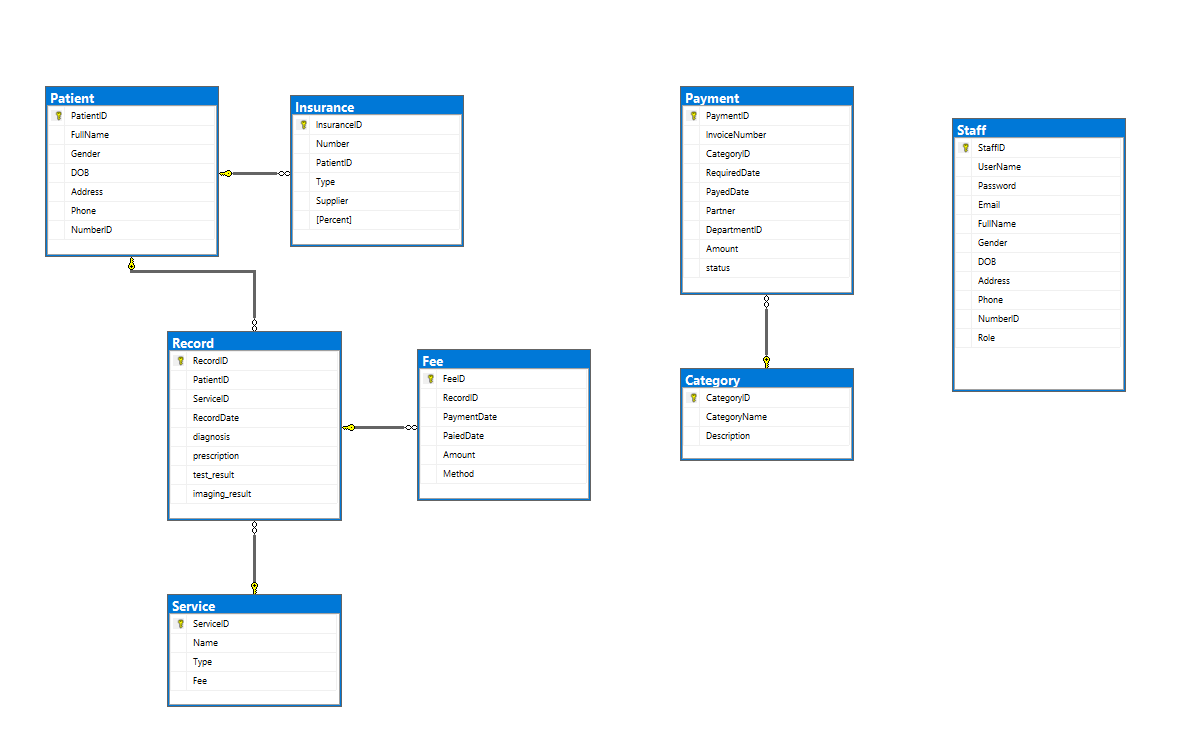 Patient
PatientID
FullName
Gender
DOB
Address
Phone
NumberID
Insurance
InsuranceID
Number
PatientID
Type
Supplier
[Percent]
Record
RecordID
PatientID
ServiceID
RecordDate
diagnosis
prescription
test_result
imaging_result
Fee
FeeID
RecordID
PaymentDate
PaiedDate
Amount
Method
Service
ServiceID
Name
Type
Fee
Payment
PaymentID
InvoiceNumber
CategoryID
RequiredDate
PayedDate
Partner
DepartmentID
Amount
status
Category
CategoryID
CategoryName
Description
Staff
StaffID
UserName
Password
Email
FullName
Gender
DOB
Address
Phone
NumberID
Role